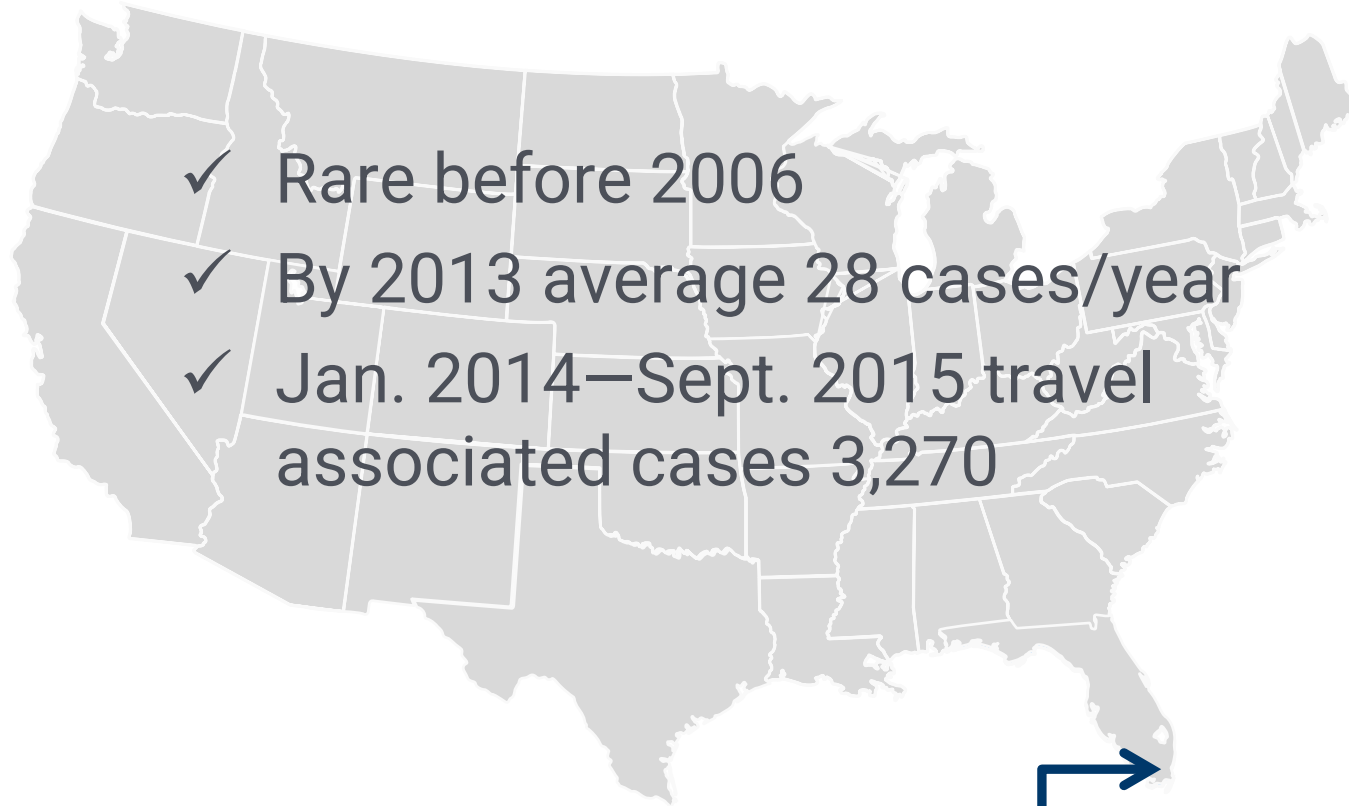 ✓ Rare before 2006
✓ By 2013 average 28 cases/year
✓ Jan. 2014—Sept. 2015 travel
associated cases 3,270